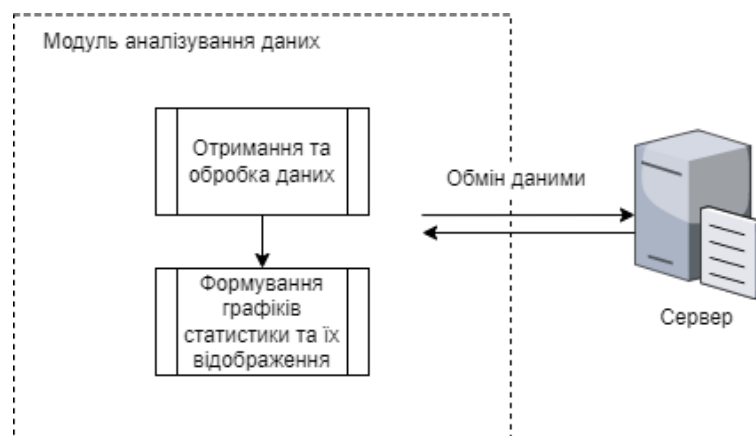 Модуль аналізування даних
Отримання та
обробка даних
Обмін даними
Формування
графіків
статистики та їх
відображення
Сервер